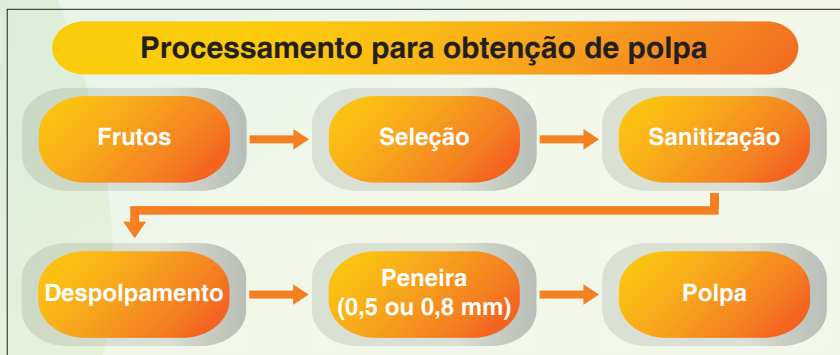 Processamento para obtenção de polpa
Frutos
Seleção
Sanitização
Despolpamento
Peneira
(0,5 ou 0,8 mm)
Polpa